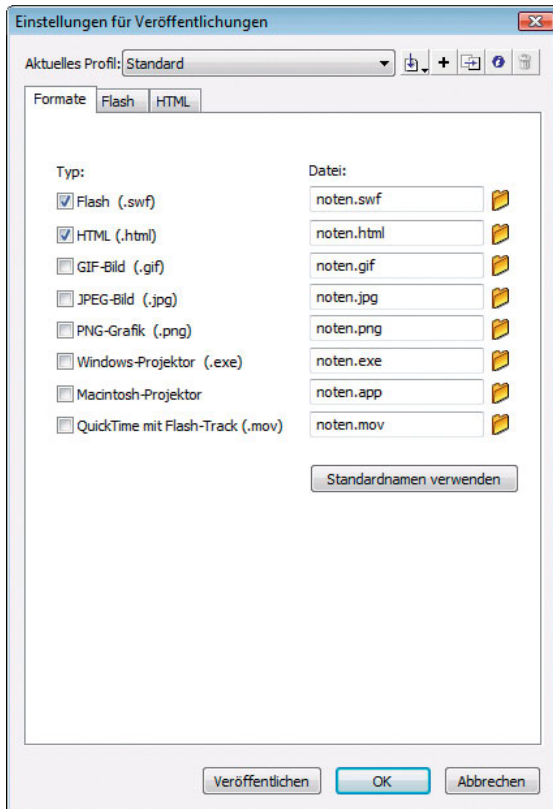 Einstellungen für Veröffentlichungen
Aktuelles Profil: Standard
Formate Flash HTML
Typ: Datei:
Flash (.swf) noten.swf
HTML (.html) noten.html
GIF-Bild (.gif) noten.gif
JPEG-Bild (.jpg) noten.jpg
PNG-Grafik (.png) noten.png
Windows-Projektor (.exe) noten.exe
Macintosh-Projektor noten.app
QuickTime mit Flash-Track (.mov) noten.mov
Standardnamen verwenden
Veröffentlichen OK Abbrechen